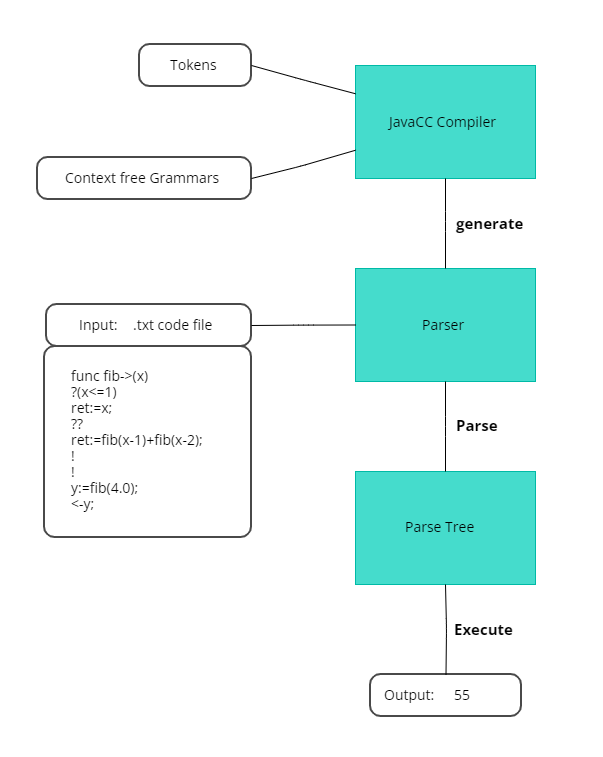 Tokens
JavaCC Compiler
Context free Grammars
generate
Input: .txt code file
Parser
func fib->(x)
?(x<=1)
ret:=x;
??
ret:=fib(x-1)+fib(x-2);
!
!
y:=fib(4.0);
<-y;
Parse
Parse Tree
Execute
Output: 55